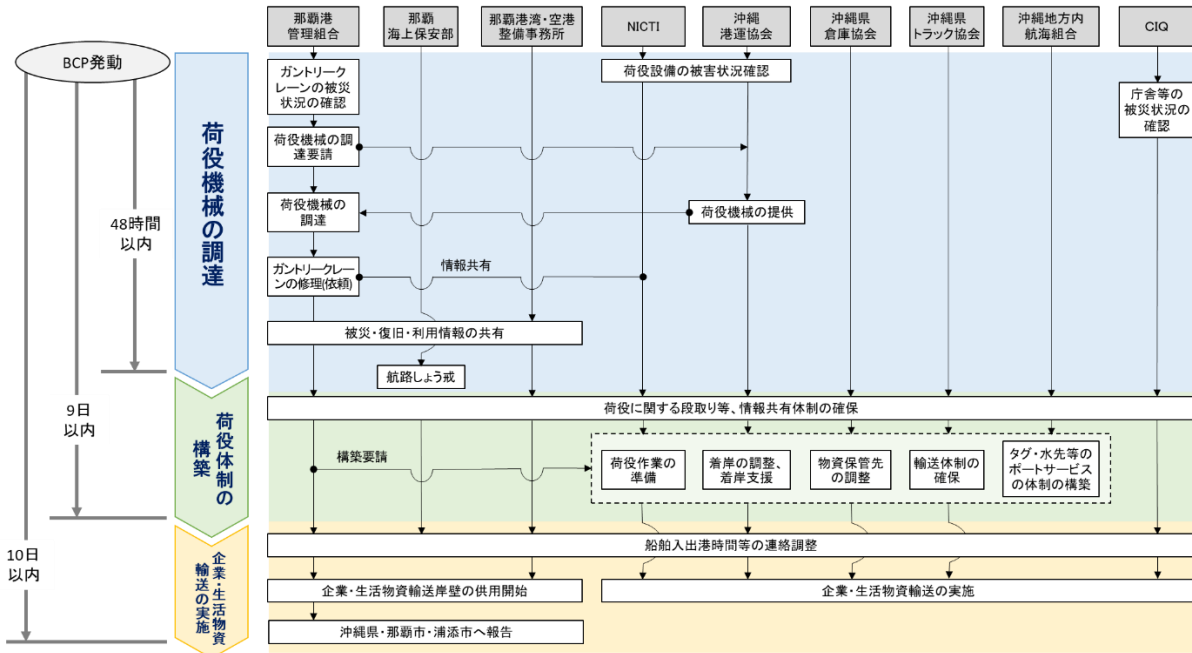 那覇港
管理組合
那覇
海上保安部
那覇港湾・空港
整備事務所
NICTI
沖縄
港運協会
沖縄県
倉庫協会
沖縄県
トラック協会
沖縄地方内
航海組合
CIQ
BCP発動
48時間
以内
9日
以内
10日
以内
荷役機械の調達
ガントリーク
レーンの被災
状況の確認
荷役設備の被害状況確認
庁舎等の
被災状況の
確認
荷役機械の調
達要請
荷役機械の
調達
荷役機械の提供
ガントリークレー
ンの修理(依頼)
情報共有
被災・復旧・利用情報の共有
航路しょう戒
荷役体制の
構築
荷役に関する段取り等、情報共有体制の確保
構築要請
荷役作業の
準備
着岸の調整、
着岸支援
物資保管先
の調整
輸送体制の
確保
タグ・水先等の
ポートサービス
の体制の構築
企業・生活物資
輸送の実施
船舶入出港時間等の連絡調整
企業・生活物資輸送岸壁の供用開始
企業・生活物資輸送の実施
沖縄県・那覇市・浦添市へ報告